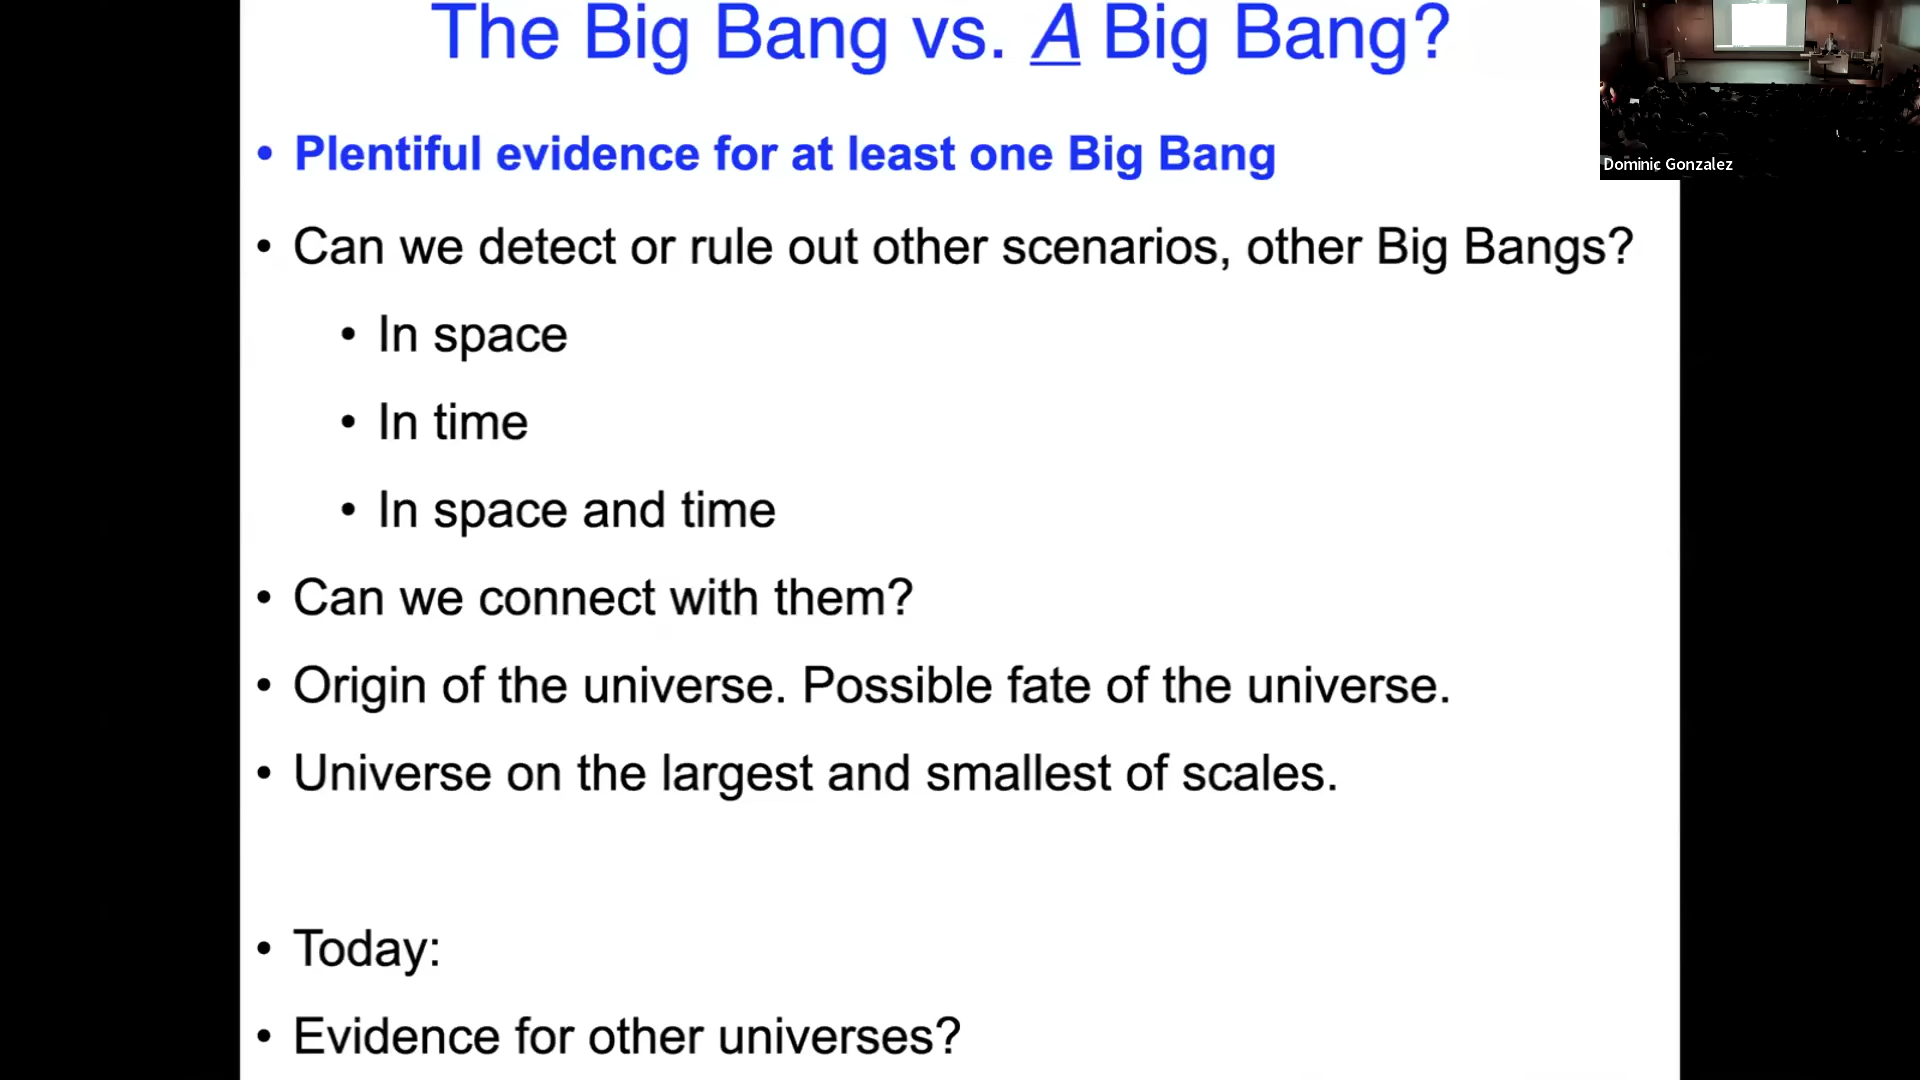 The Big Bang vs. A Big Bang?
• Plentiful evidence for at least one Big Bang
Dominic Gonzalez
• Can we detect or rule out other scenarios, other Big Bangs?
• In space
• In time
• In space and time
• Can we connect with them?
• Origin of the universe. Possible fate of the universe.
• Universe on the largest and smallest of scales.
• Today:
• Evidence for other universes?